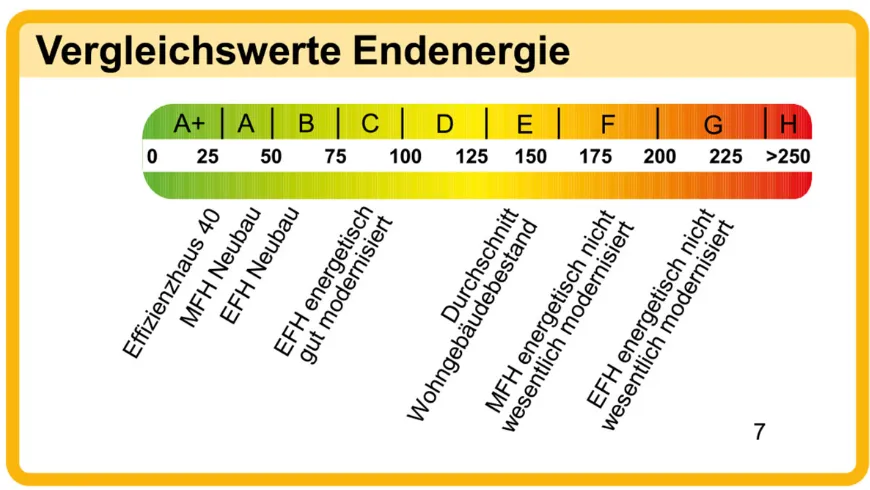 Vergleichswerte Endenergie
A+ | A | B | C | D | E | F | G | H
0 25 50 75 100 125 150 175 200 225 >250
Effizienzhaus 40
MFH Neubau
EFH Neubau
EFH energetisch
gut modernisiert
Durchschnitt
Wohngebäudebestand
MFH energetisch nicht
wesentlich modernisiert
EFH energetisch nicht
wesentlich modernisiert
7